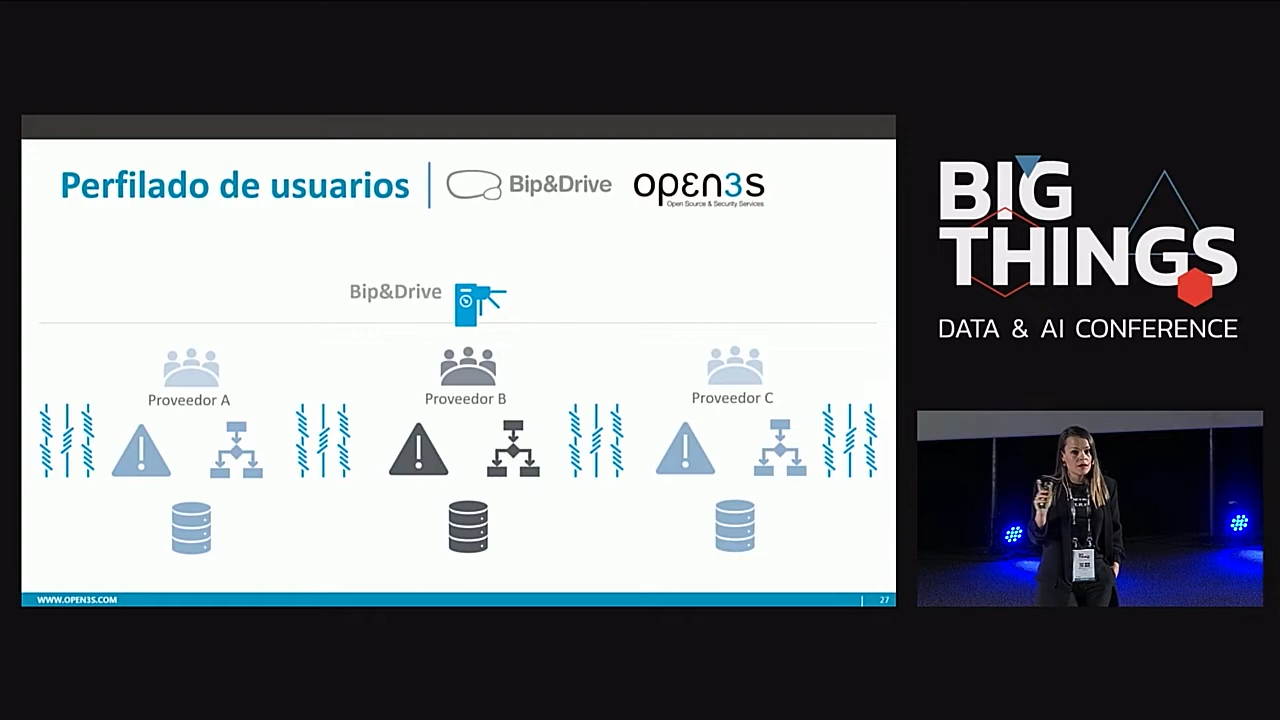 Perfilado de usuarios
Bip&Drive
opεn3s
Open Source & Security Services
Bip&Drive
Proveedor A
Proveedor B
Proveedor C
WWW.OPEN3S.COM
27
BIG
THINGS
DATA & AI CONFERENCE